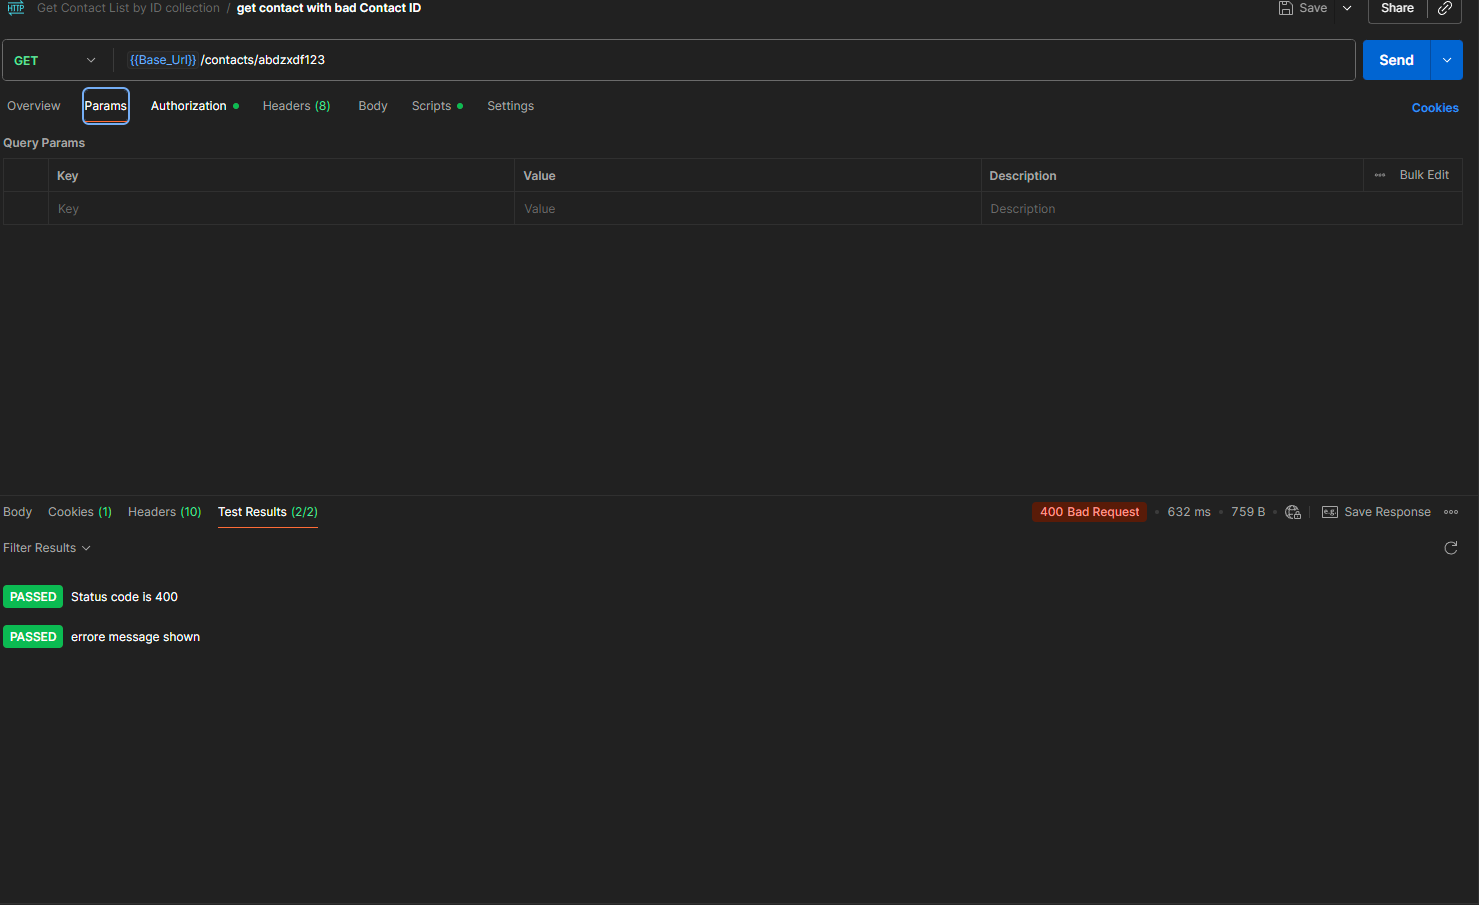 HTTP Get Contact List by ID collection / get contact with bad Contact ID Save Share
GET {{Base_Url}} /contacts/abdzxdf123 Send
Overview Params Authorization Headers (8) Body Scripts Settings Cookies
Query Params
Key Value Description Bulk Edit
Key Value Description
Body Cookies (1) Headers (10) Test Results (2/2) 400 Bad Request 632 ms 759 B e.g. Save Response
Filter Results
PASSED Status code is 400
PASSED errore message shown